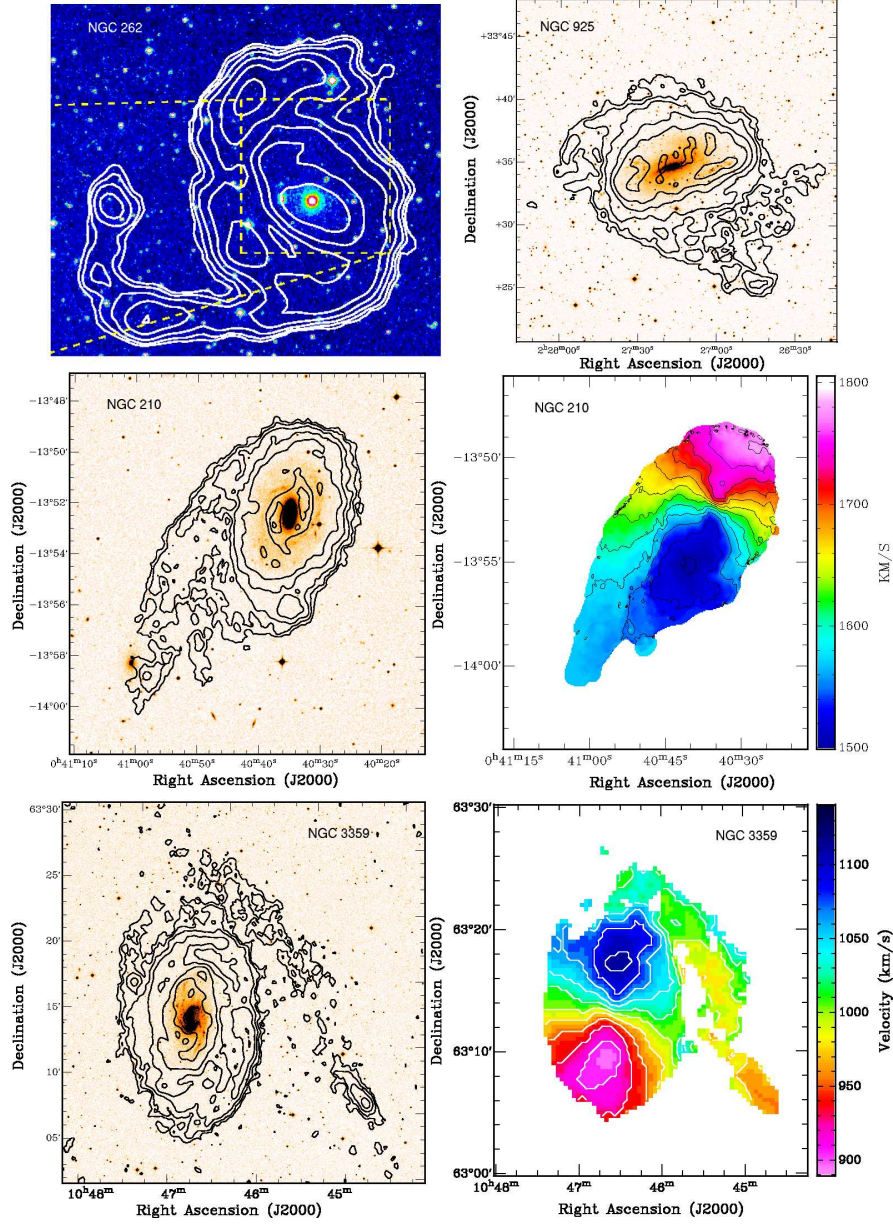 NGC 262
NGC 925
+33°45'
+40'
+35'
+30'
+25'
Declination (J2000)
2ʰ28ᵐ00ˢ
27ᵐ30ˢ
27ᵐ00ˢ
26ᵐ30ˢ
Right Ascension (J2000)
NGC 210
−13°48'
−13°50'
−13°52'
−13°54'
−13°56'
−13°58'
−14°00'
Declination (J2000)
0ʰ41ᵐ10ˢ
41ᵐ00ˢ
40ᵐ50ˢ
40ᵐ40ˢ
40ᵐ30ˢ
40ᵐ20ˢ
Right Ascension (J2000)
NGC 210
−13°50'
−13°55'
−14°00'
Declination (J2000)
0ʰ41ᵐ15ˢ
41ᵐ00ˢ
40ᵐ45ˢ
40ᵐ30ˢ
Right Ascension (J2000)
1800
1700
1600
1500
KM/S
NGC 3359
63°30'
25'
20'
15'
10'
05'
Declination (J2000)
10ʰ48ᵐ
47ᵐ
46ᵐ
45ᵐ
Right Ascension (J2000)
NGC 3359
63°30'
63°20'
63°10'
63°00'
Declination (J2000)
10ʰ48ᵐ
47ᵐ
46ᵐ
45ᵐ
Right Ascension (J2000)
1100
1050
1000
950
900
Velocity (km/s)